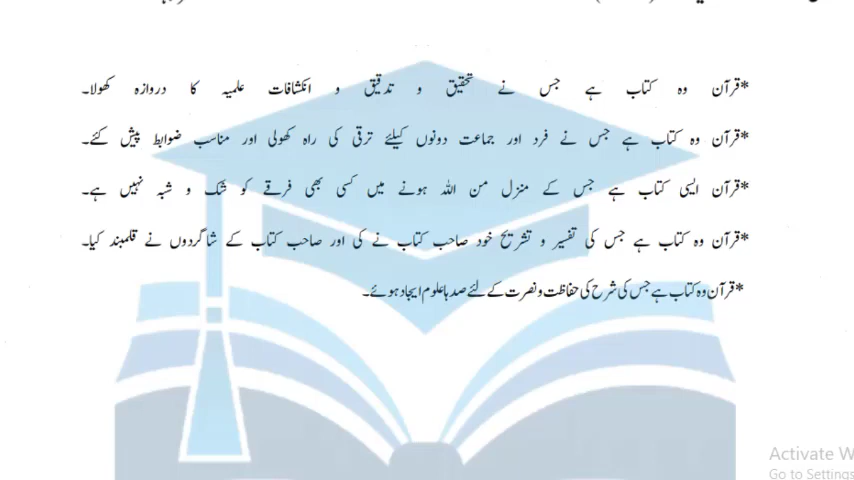 *قرآن وہ کتاب ہے جس نے تحقیق و تدقیق و انکشافات علمیہ کا دروازہ کھولا۔
*قرآن وہ کتاب ہے جس نے فرد اور جماعت دونوں کیلئے ترقی کی راہ کھولی اور مناسب ضوابط پیش کئے۔
*قرآن ایسی کتاب ہے جس کے منزل من اللہ ہونے میں کسی بھی فرقے کو شک و شبہ نہیں ہے۔
*قرآن وہ کتاب ہے جس کی تفسیر و تشریح خود صاحب کتاب نے کی اور صاحب کتاب کے شاگردوں نے قلمبند کیا۔
*قرآن وہ کتاب ہے جس کی شرح کی حفاظت و نصرت کے لئے صدہا علوم ایجاد ہوئے۔
Activate W
Go to Settings